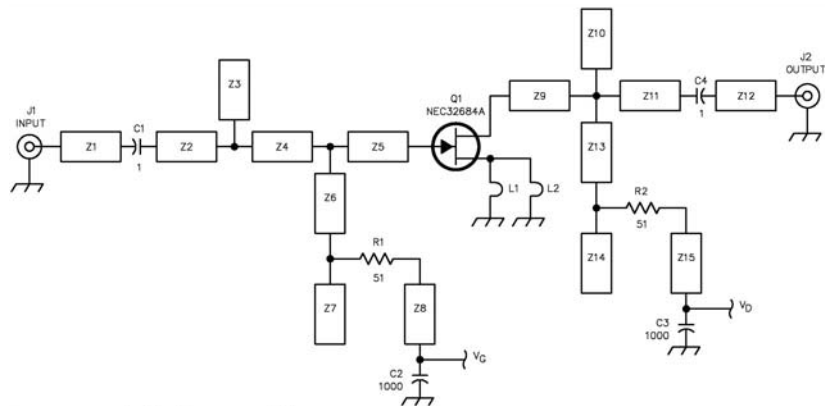 J1
INPUT
Z1
C1
1
Z2
Z3
Z4
Z5
Z6
R1
51
Z7
Z8
VG
C2
1000
Q1
NEC32684A
L1
L2
Z9
Z10
Z11
C4
1
Z12
J2
OUTPUT
Z13
R2
51
Z14
Z15
VD
C3
1000